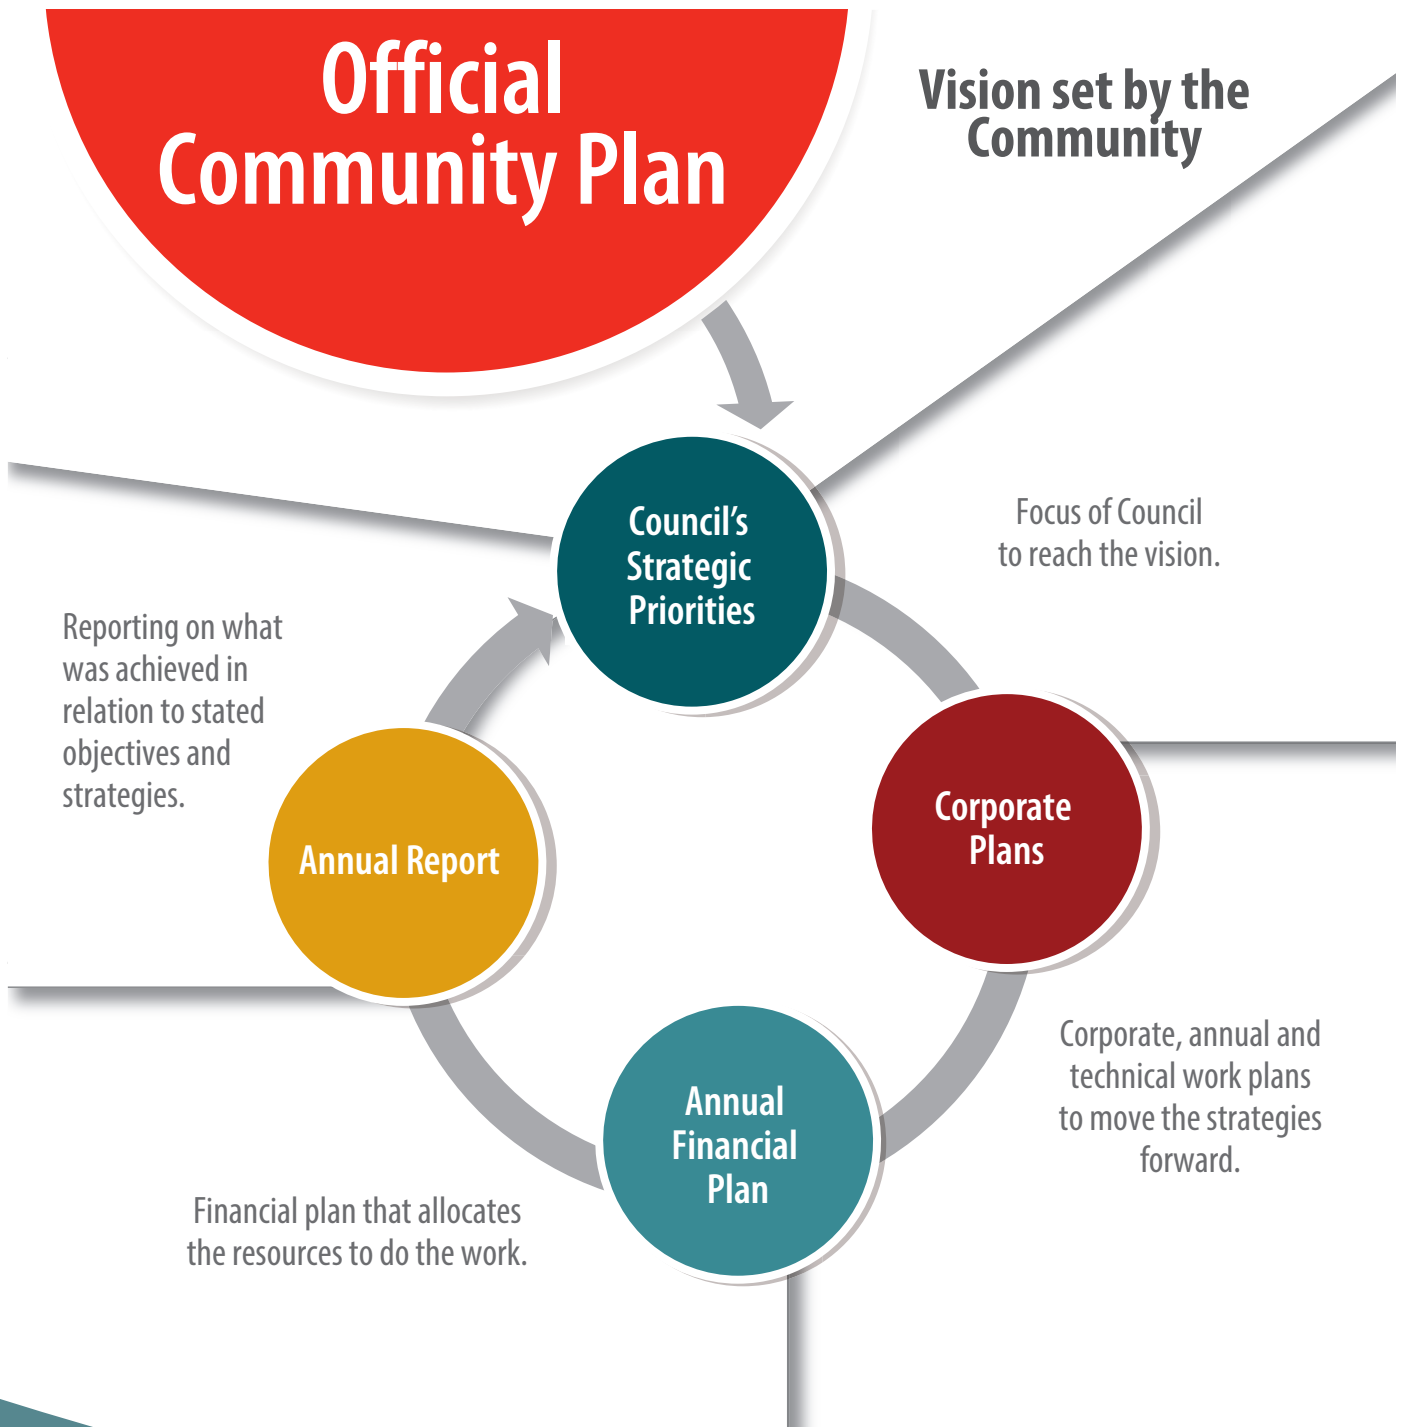 Official
Community Plan
Vision set by the
Community
Council's
Strategic
Priorities
Focus of Council
to reach the vision.
Corporate
Plans
Corporate, annual and
technical work plans
to move the strategies
forward.
Annual
Financial
Plan
Financial plan that allocates
the resources to do the work.
Annual Report
Reporting on what
was achieved in
relation to stated
objectives and
strategies.